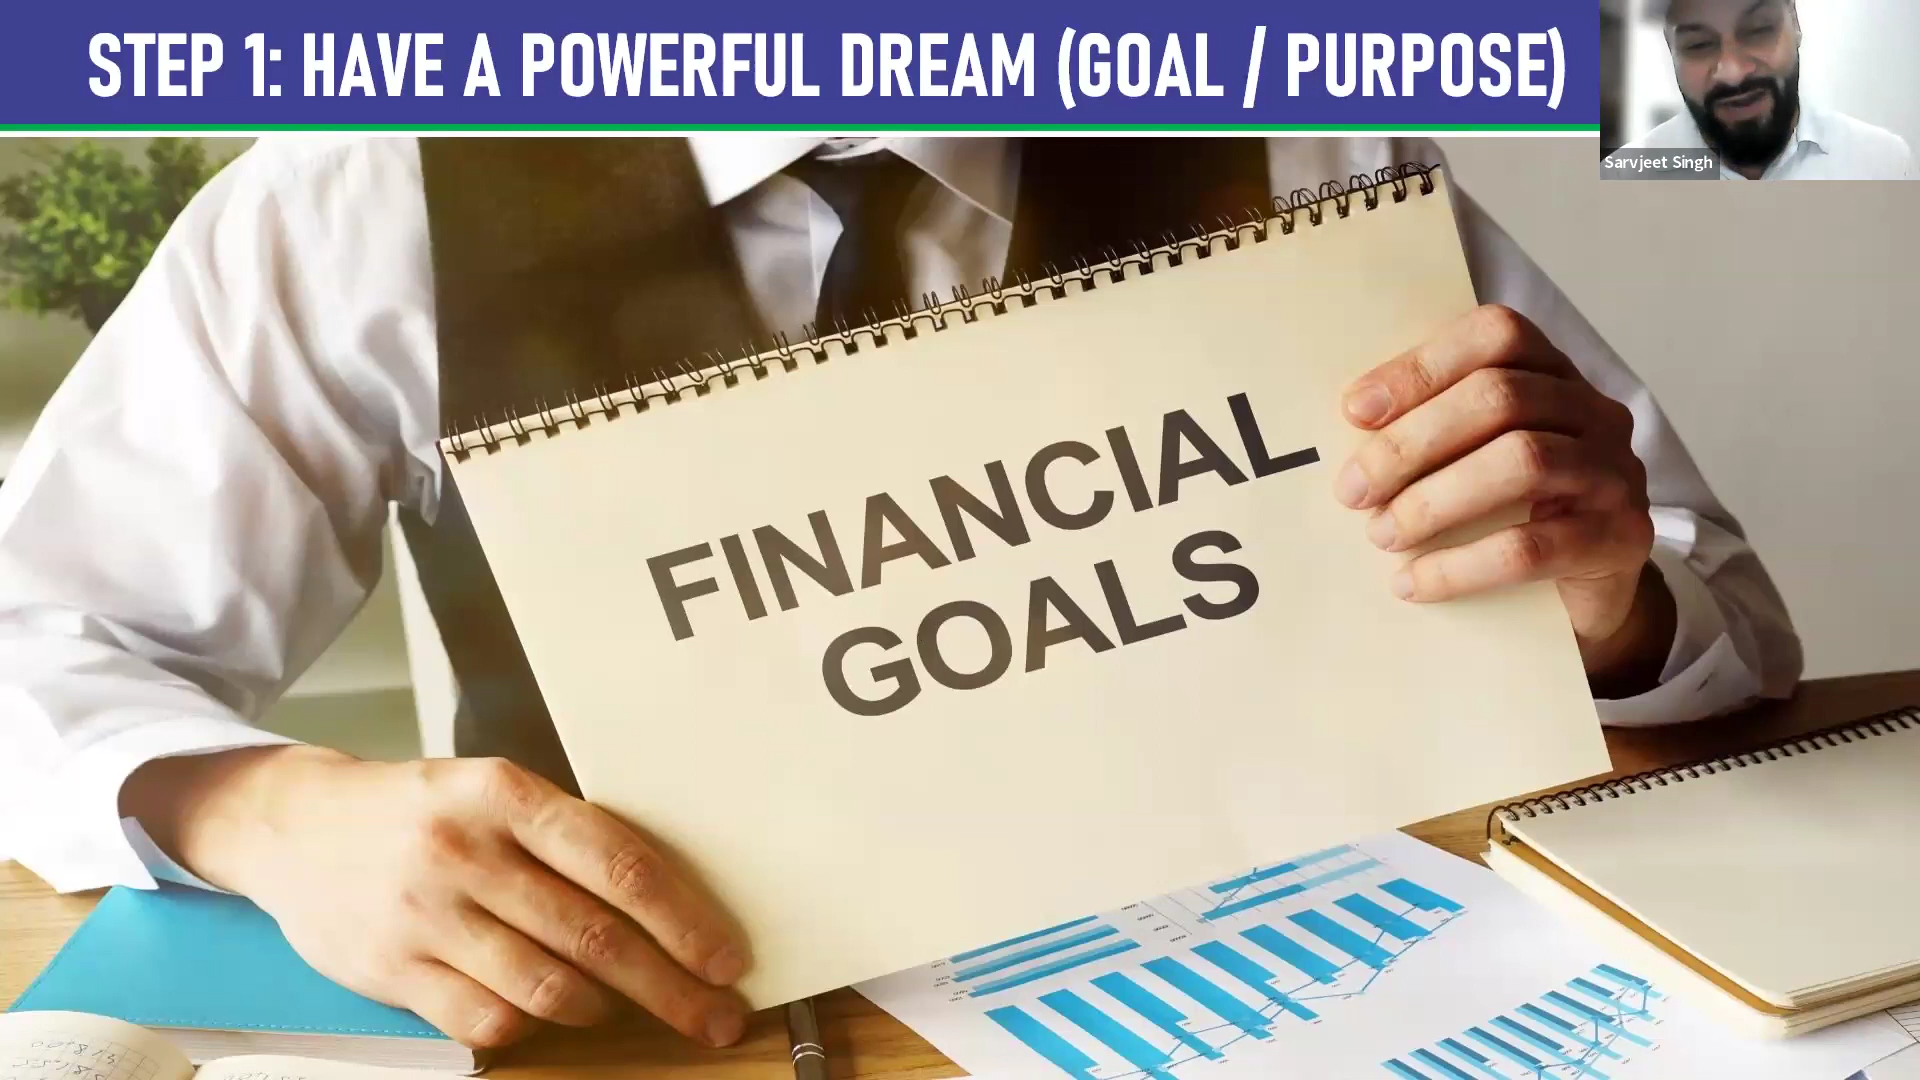 STEP 1: HAVE A POWERFUL DREAM (GOAL / PURPOSE)
Sarvjeet Singh
FINANCIAL
GOALS